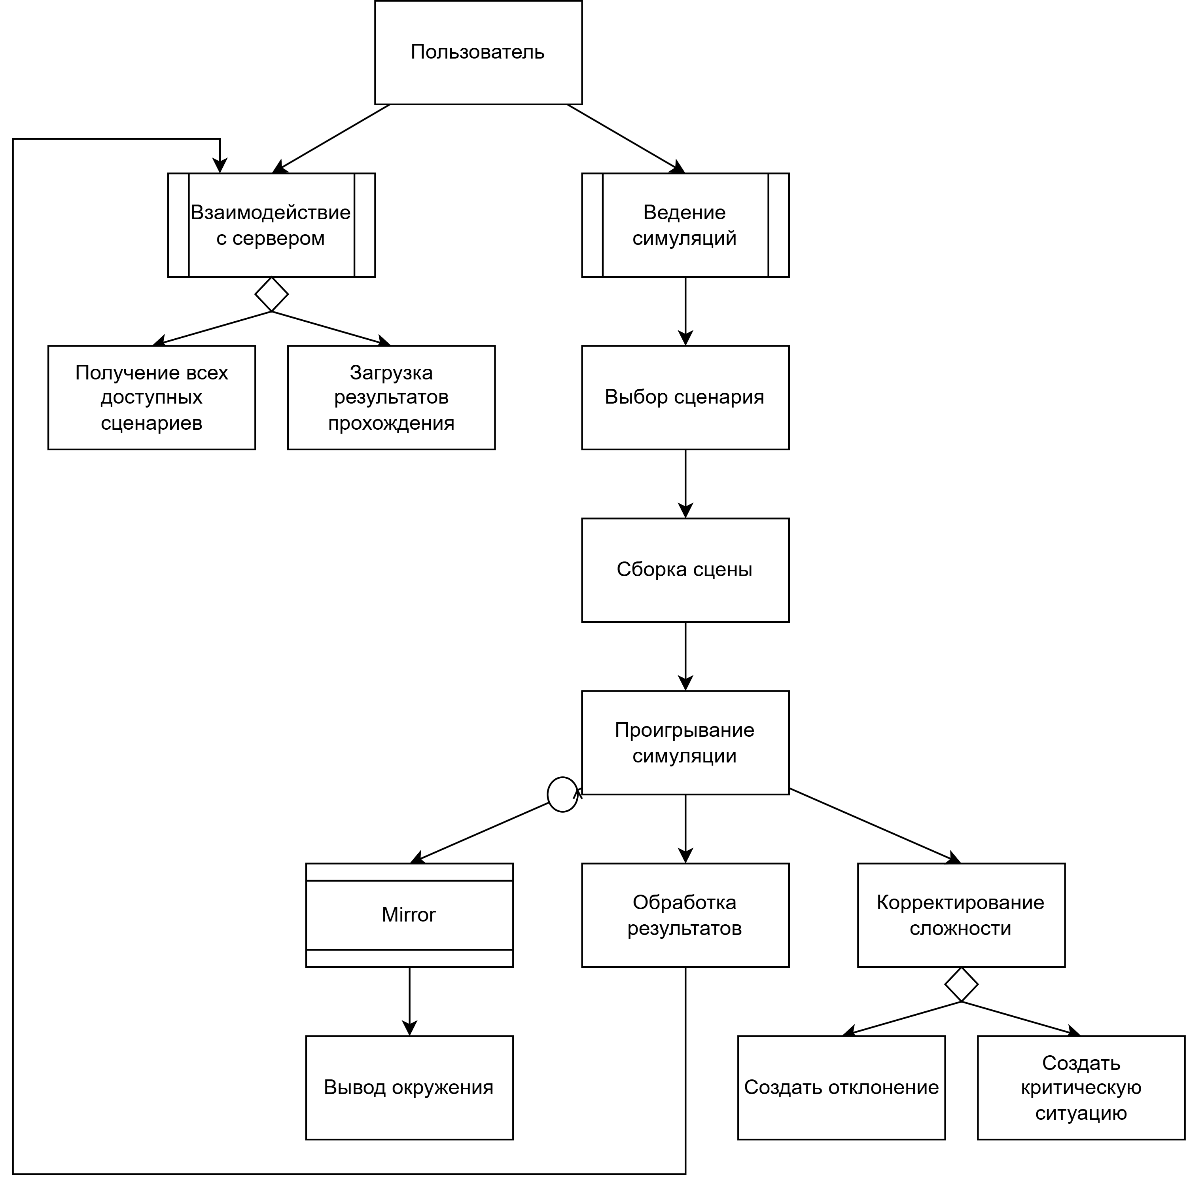 Пользователь
Взаимодействие
с сервером
Ведение
симуляций
Получение всех
доступных
сценариев
Загрузка
результатов
прохождения
Выбор сценария
Сборка сцены
Проигрывание
симуляции
Mirror
Обработка
результатов
Корректирование
сложности
Вывод окружения
Создать отклонение
Создать
критическую
ситуацию